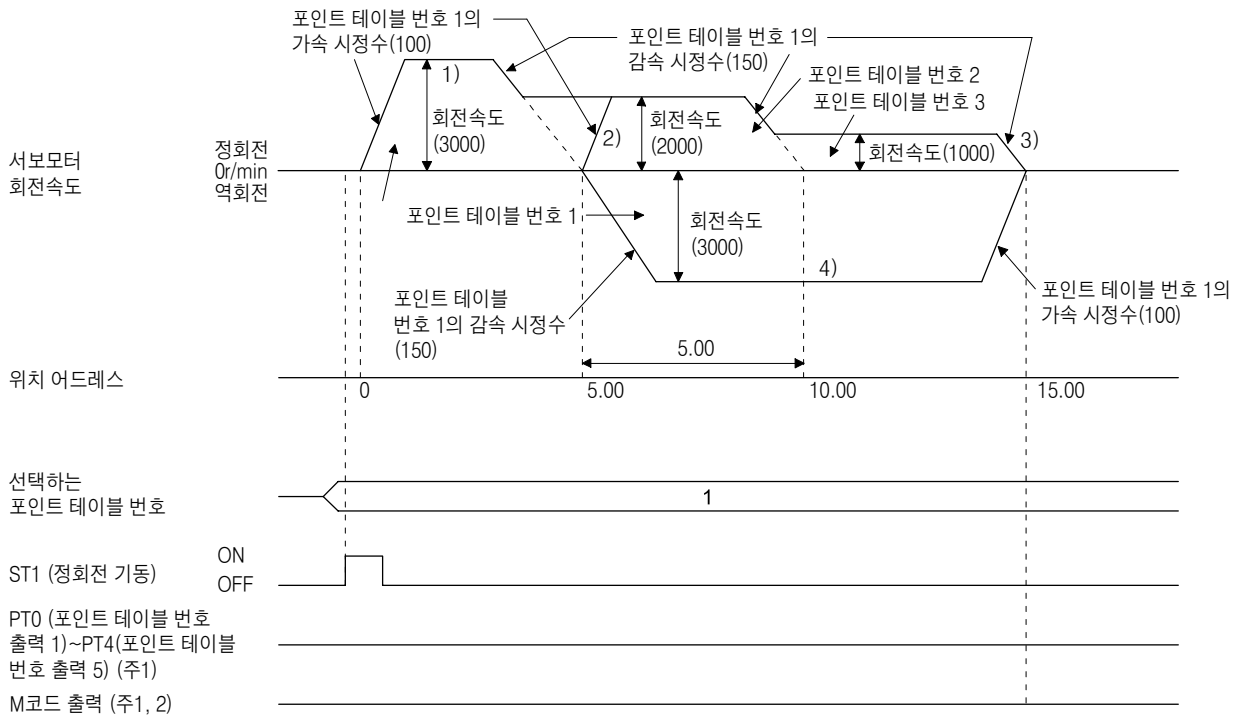 포인트 테이블 번호 1의
가속 시정수(100)
포인트 테이블 번호 1의
감속 시정수(150)
1)
포인트 테이블 번호 2
포인트 테이블 번호 3
회전속도
(3000)
2)
회전속도
(2000)
회전속도(1000)
3)
서보모터
회전속도
정회전
0r/min
역회전
포인트 테이블 번호 1
회전속도
(3000)
4)
포인트 테이블
번호 1의 감속 시정수
(150)
포인트 테이블 번호 1의
가속 시정수(100)
5.00
위치 어드레스
0
5.00
10.00
15.00
선택하는
포인트 테이블 번호
1
ST1 (정회전 기동)
ON
OFF
PT0 (포인트 테이블 번호
출력 1)~PT4(포인트 테이블
번호 출력 5) (주1)
M코드 출력 (주1, 2)